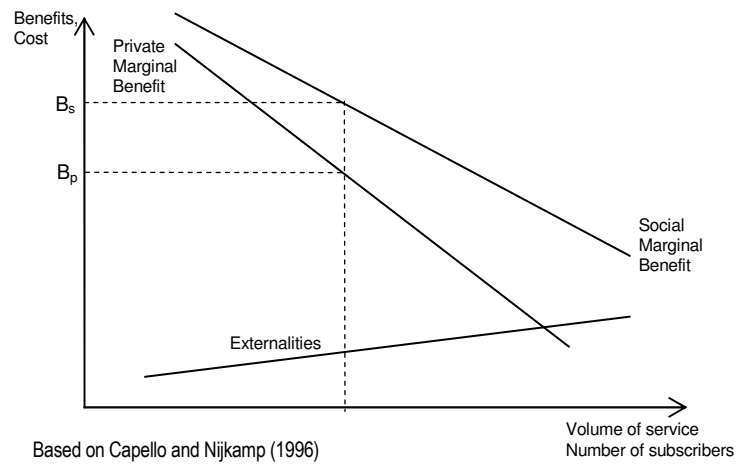 Benefits,
Cost
Private
Marginal
Benefit
Bs
Bp
Social
Marginal
Benefit
Externalities
Volume of service
Number of subscribers
Based on Capello and Nijkamp (1996)